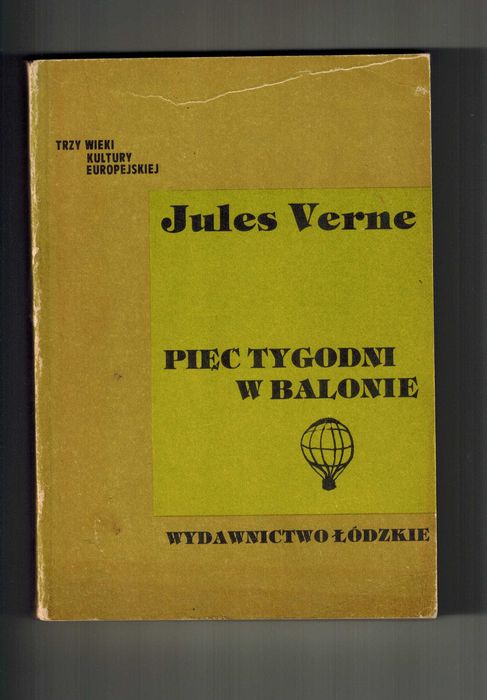 TRZY WIEKI
KULTURY
EUROPEJSKIEJ
Jules Verne
PIĘC TYGODNI
W BALONIE
WYDAWNICTWO ŁÓDZKIE